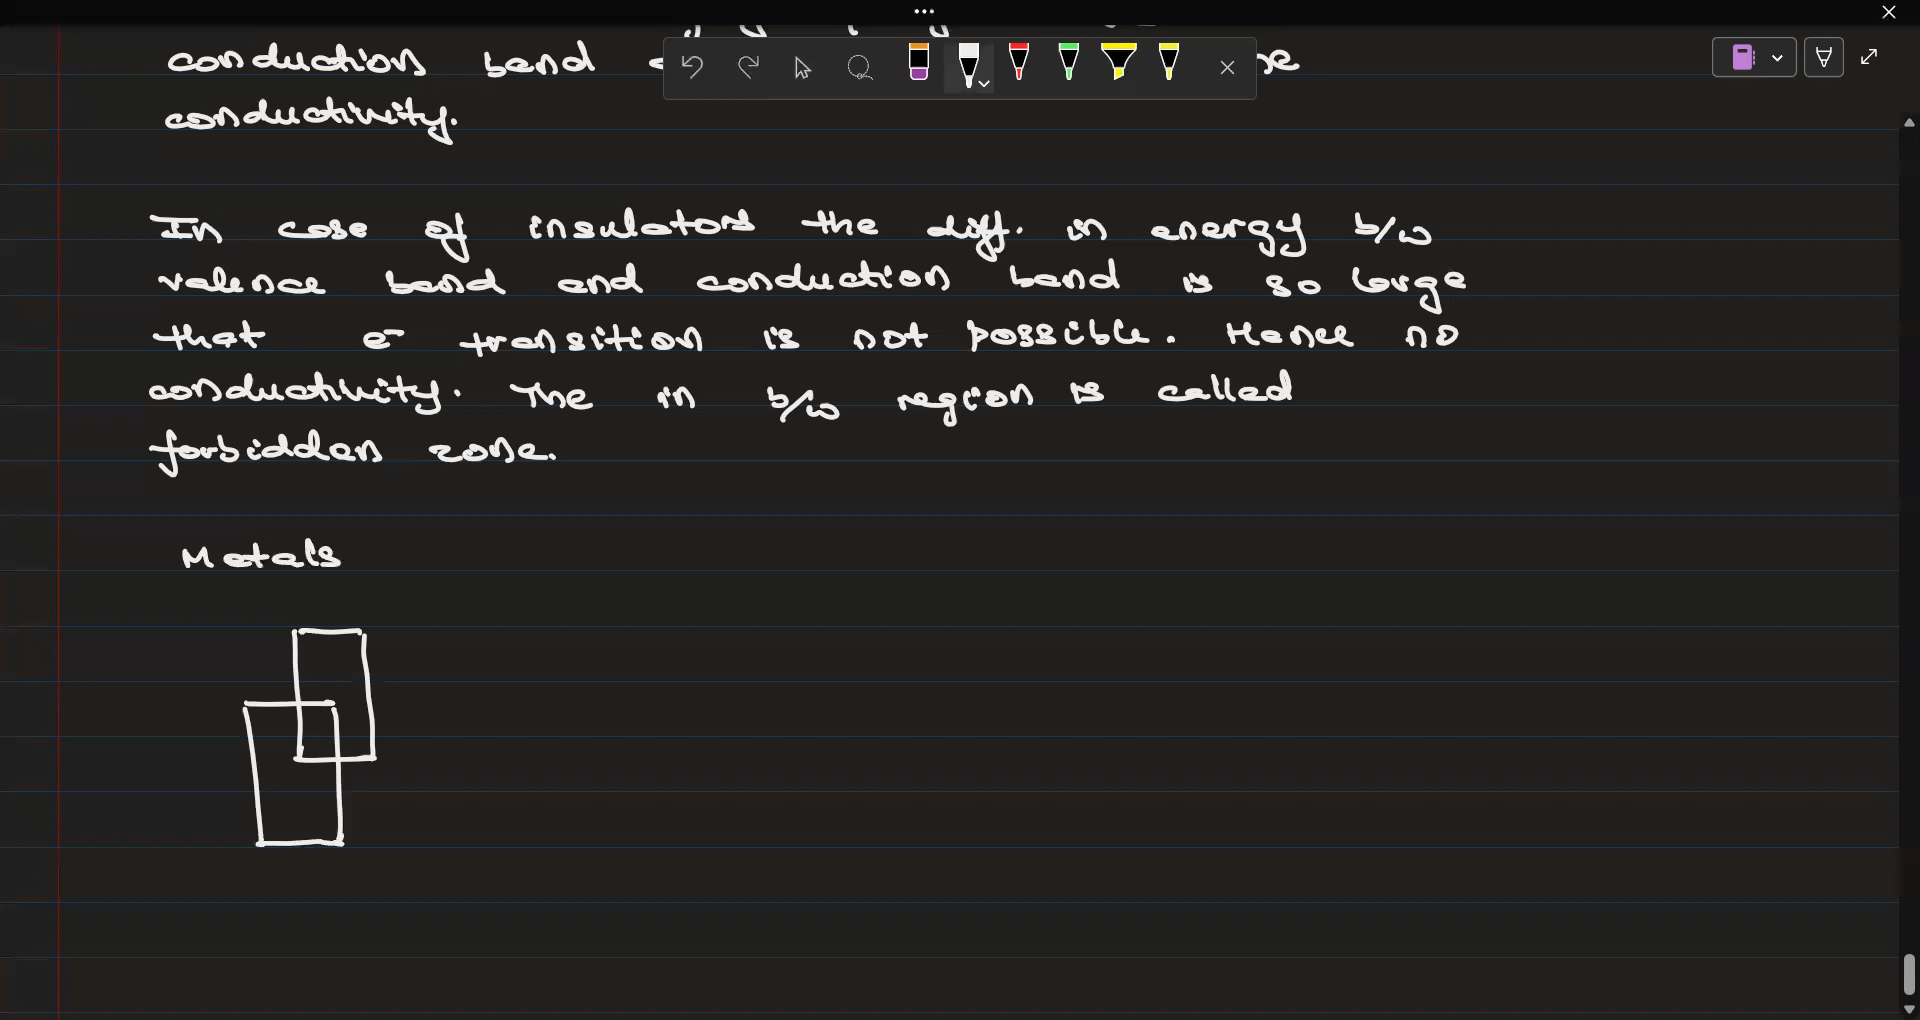 conduction band
conductivity.
In case of insulators the diff. in energy b/w
valence band and conduction band is so large
that e⁻ transition is not possible. Hence no
conductivity. The in b/w region is called
forbidden zone.
Metals